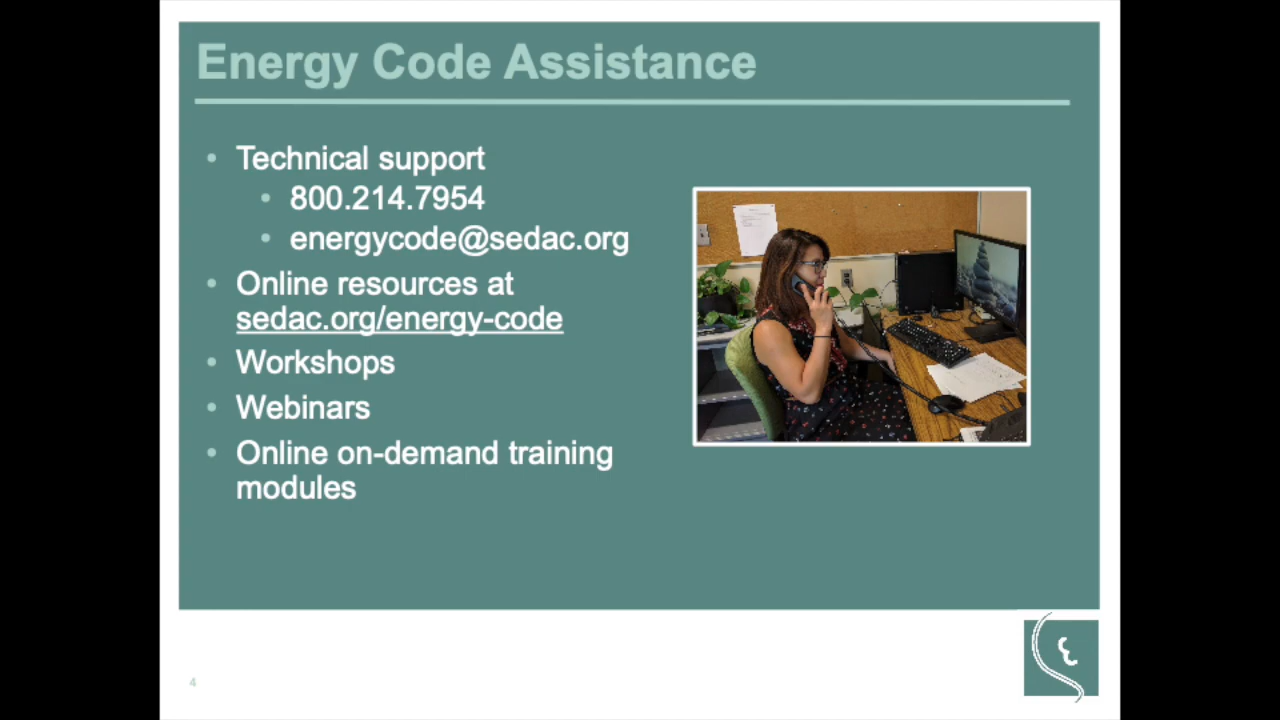 Energy Code Assistance
• Technical support
• 800.214.7954
• energycode@sedac.org
• Online resources at
sedac.org/energy-code
• Workshops
• Webinars
• Online on-demand training
modules
4